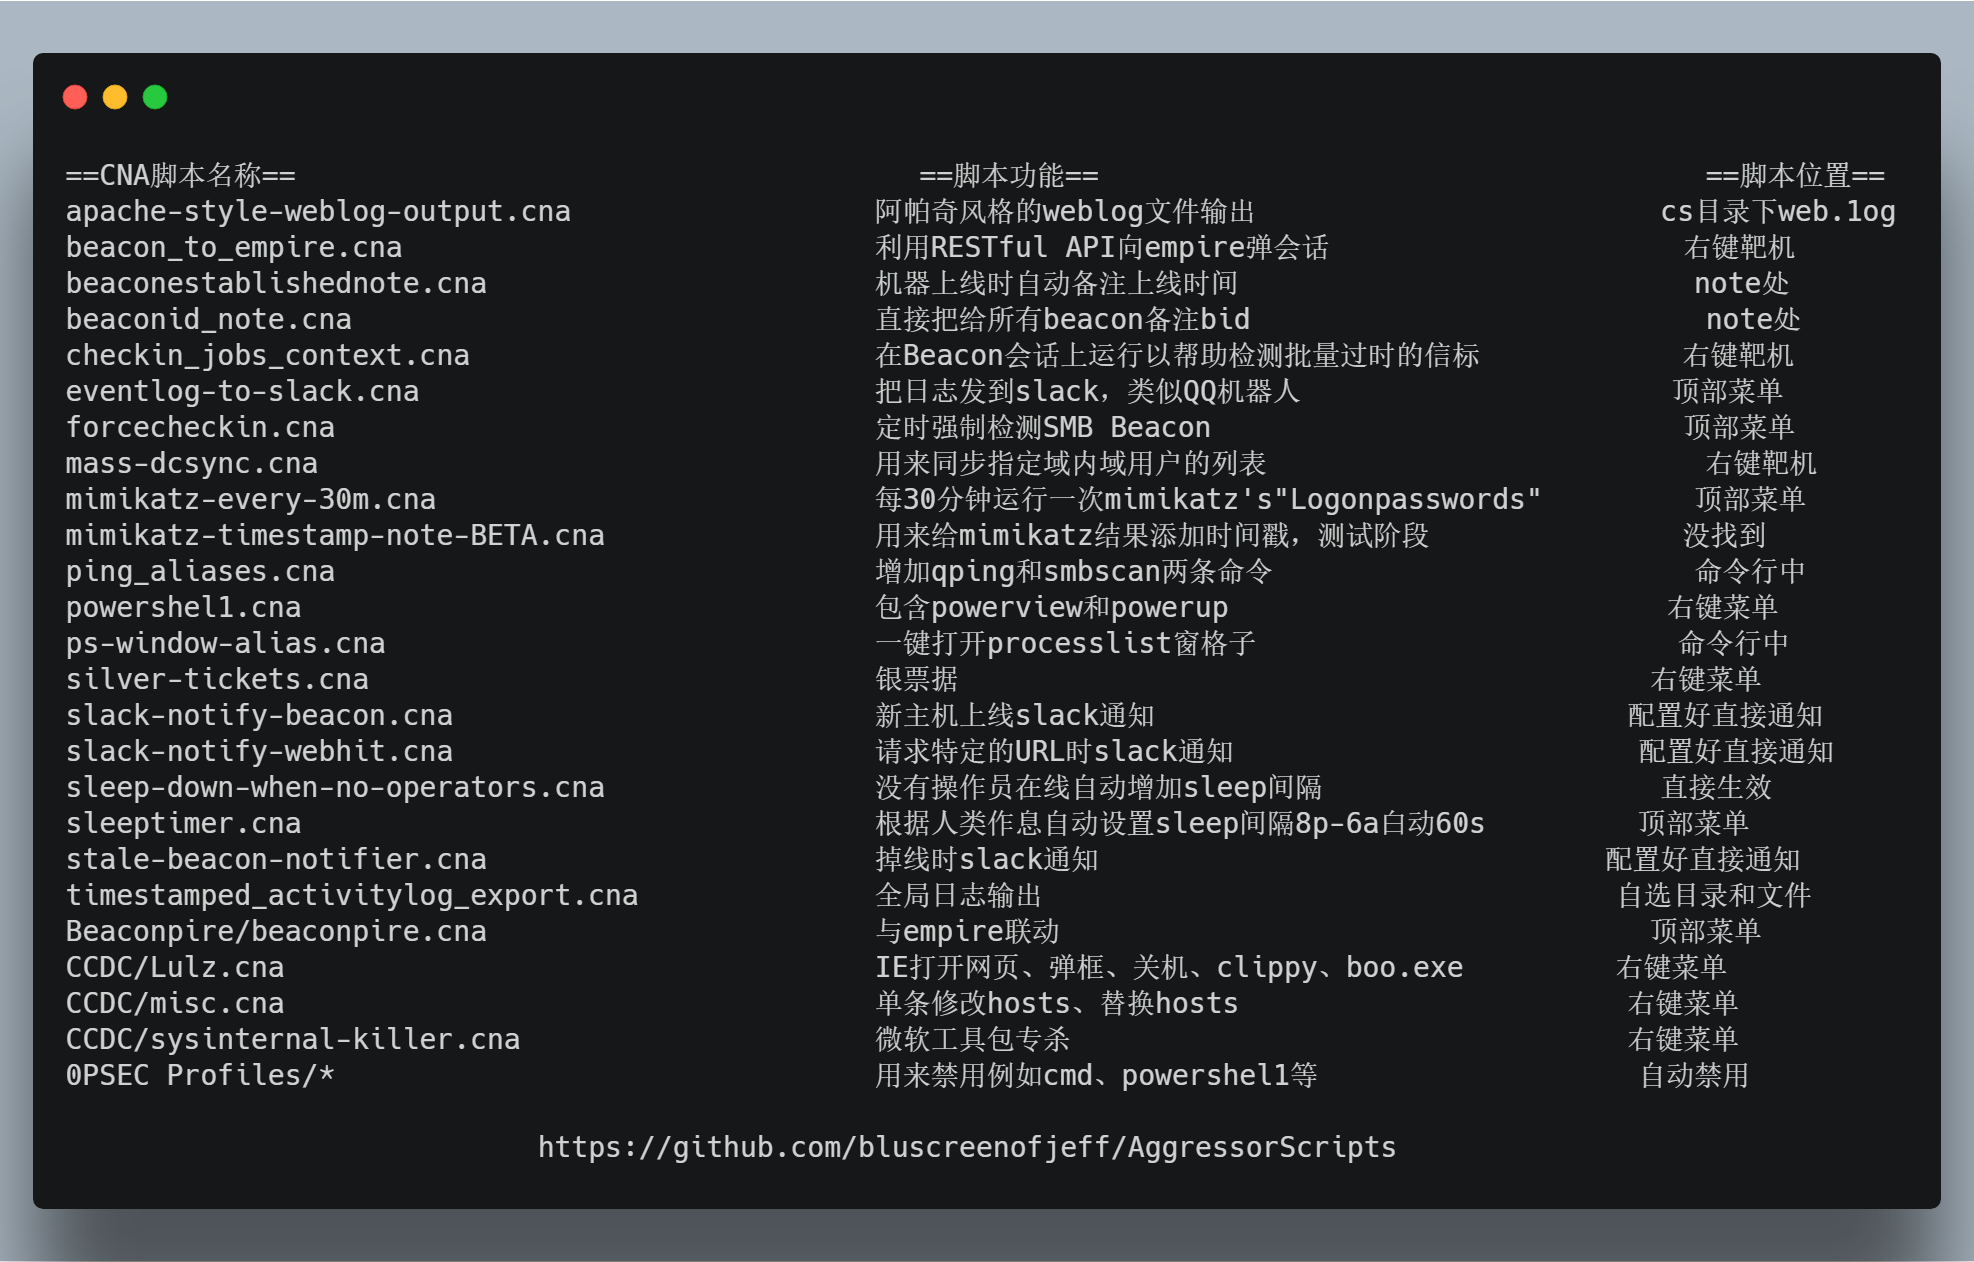 ==CNA脚本名称== ==脚本功能== ==脚本位置==
apache-style-weblog-output.cna 阿帕奇风格的weblog文件输出 cs目录下web.1og
beacon_to_empire.cna 利用RESTful API向empire弹会话 右键靶机
beaconestablishednote.cna 机器上线时自动备注上线时间 note处
beaconid_note.cna 直接把给所有beacon备注bid note处
checkin_jobs_context.cna 在Beacon会话上运行以帮助检测批量过时的信标 右键靶机
eventlog-to-slack.cna 把日志发到slack，类似QQ机器人 顶部菜单
forcecheckin.cna 定时强制检测SMB Beacon 顶部菜单
mass-dcsync.cna 用来同步指定域内域用户的列表 右键靶机
mimikatz-every-30m.cna 每30分钟运行一次mimikatz's"Logonpasswords" 顶部菜单
mimikatz-timestamp-note-BETA.cna 用来给mimikatz结果添加时间戳，测试阶段 没找到
ping_aliases.cna 增加qping和smbscan两条命令 命令行中
powershel1.cna 包含powerview和powerup 右键菜单
ps-window-alias.cna 一键打开processlist窗格子 命令行中
silver-tickets.cna 银票据 右键菜单
slack-notify-beacon.cna 新主机上线slack通知 配置好直接通知
slack-notify-webhit.cna 请求特定的URL时slack通知 配置好直接通知
sleep-down-when-no-operators.cna 没有操作员在线自动增加sleep间隔 直接生效
sleeptimer.cna 根据人类作息自动设置sleep间隔8p-6a白动60s 顶部菜单
stale-beacon-notifier.cna 掉线时slack通知 配置好直接通知
timestamped_activitylog_export.cna 全局日志输出 自选目录和文件
Beaconpire/beaconpire.cna 与empire联动 顶部菜单
CCDC/Lulz.cna IE打开网页、弹框、关机、clippy、boo.exe 右键菜单
CCDC/misc.cna 单条修改hosts、替换hosts 右键菜单
CCDC/sysinternal-killer.cna 微软工具包专杀 右键菜单
0PSEC Profiles/* 用来禁用例如cmd、powershel1等 自动禁用
https://github.com/bluscreenofjeff/AggressorScripts